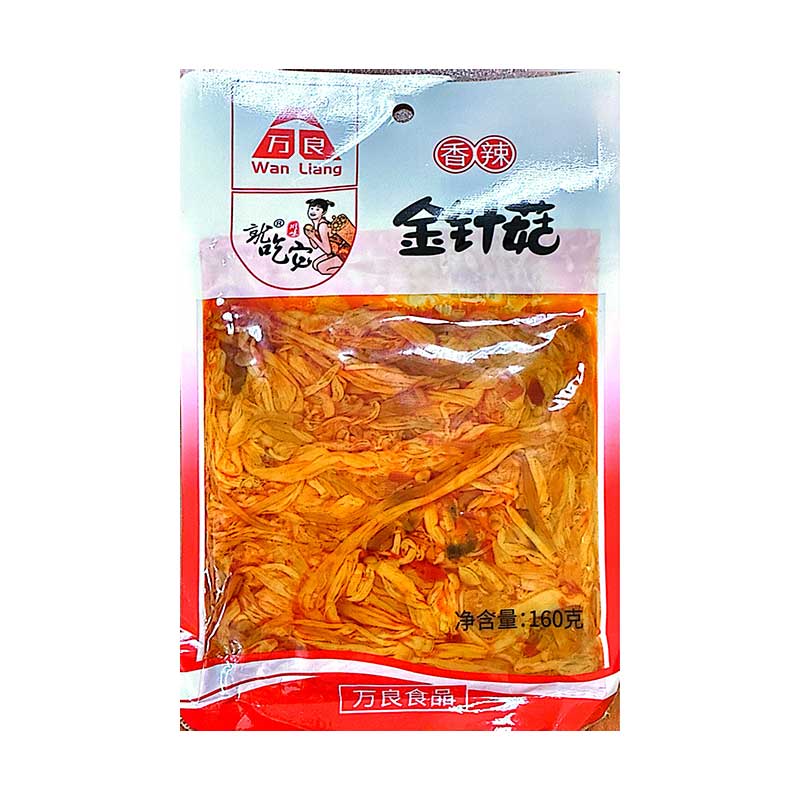 万良
Wan Liang
香辣
就吃它®
金针菇
净含量:160克
万良食品